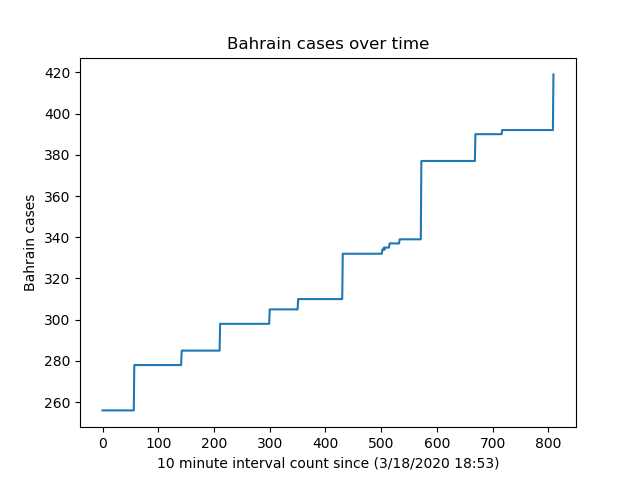 Bahrain cases over time
420
400
380
360
340
320
300
280
260
Bahrain cases
0 100 200 300 400 500 600 700 800
10 minute interval count since (3/18/2020 18:53)